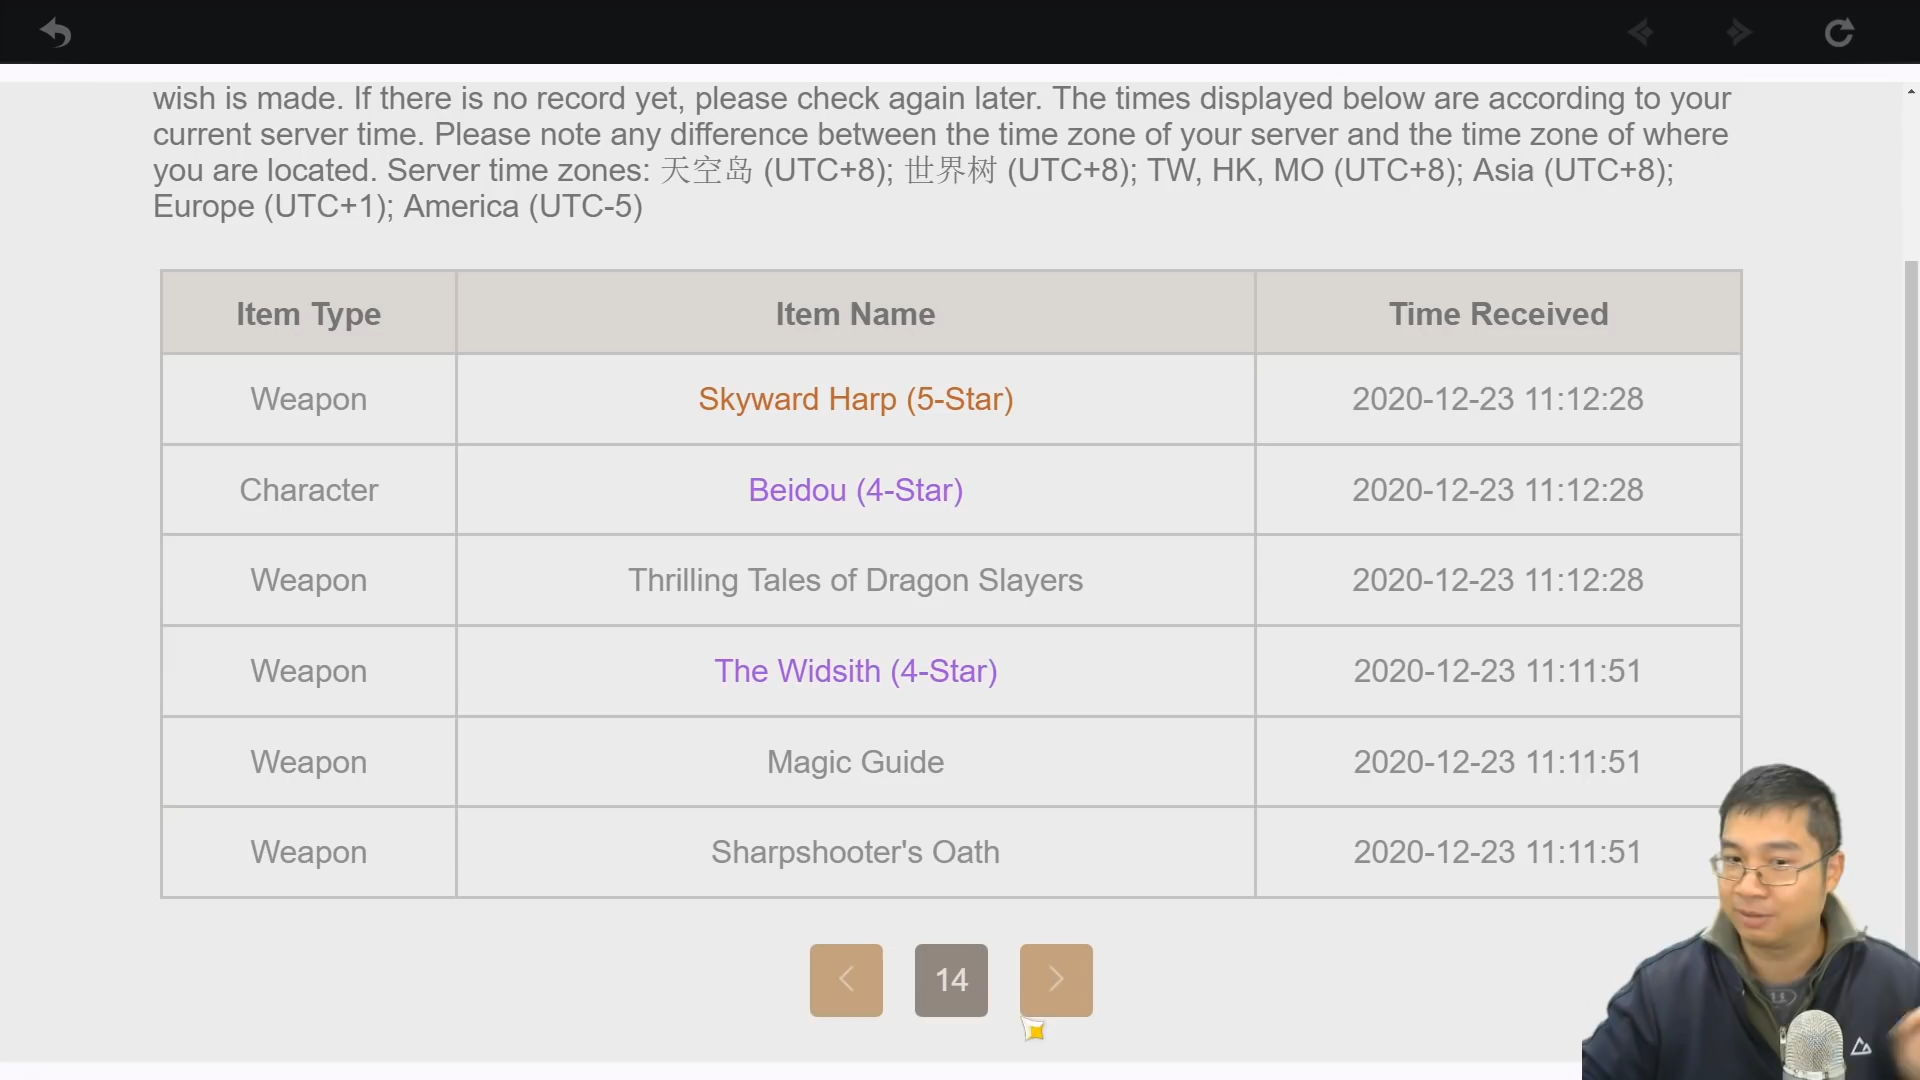 wish is made. If there is no record yet, please check again later. The times displayed below are according to your
current server time. Please note any difference between the time zone of your server and the time zone of where
you are located. Server time zones: 天空岛 (UTC+8); 世界树 (UTC+8); TW, HK, MO (UTC+8); Asia (UTC+8);
Europe (UTC+1); America (UTC-5)
Item Type Item Name Time Received
Weapon Skyward Harp (5-Star) 2020-12-23 11:12:28
Character Beidou (4-Star) 2020-12-23 11:12:28
Weapon Thrilling Tales of Dragon Slayers 2020-12-23 11:12:28
Weapon The Widsith (4-Star) 2020-12-23 11:11:51
Weapon Magic Guide 2020-12-23 11:11:51
Weapon Sharpshooter's Oath 2020-12-23 11:11:51
14